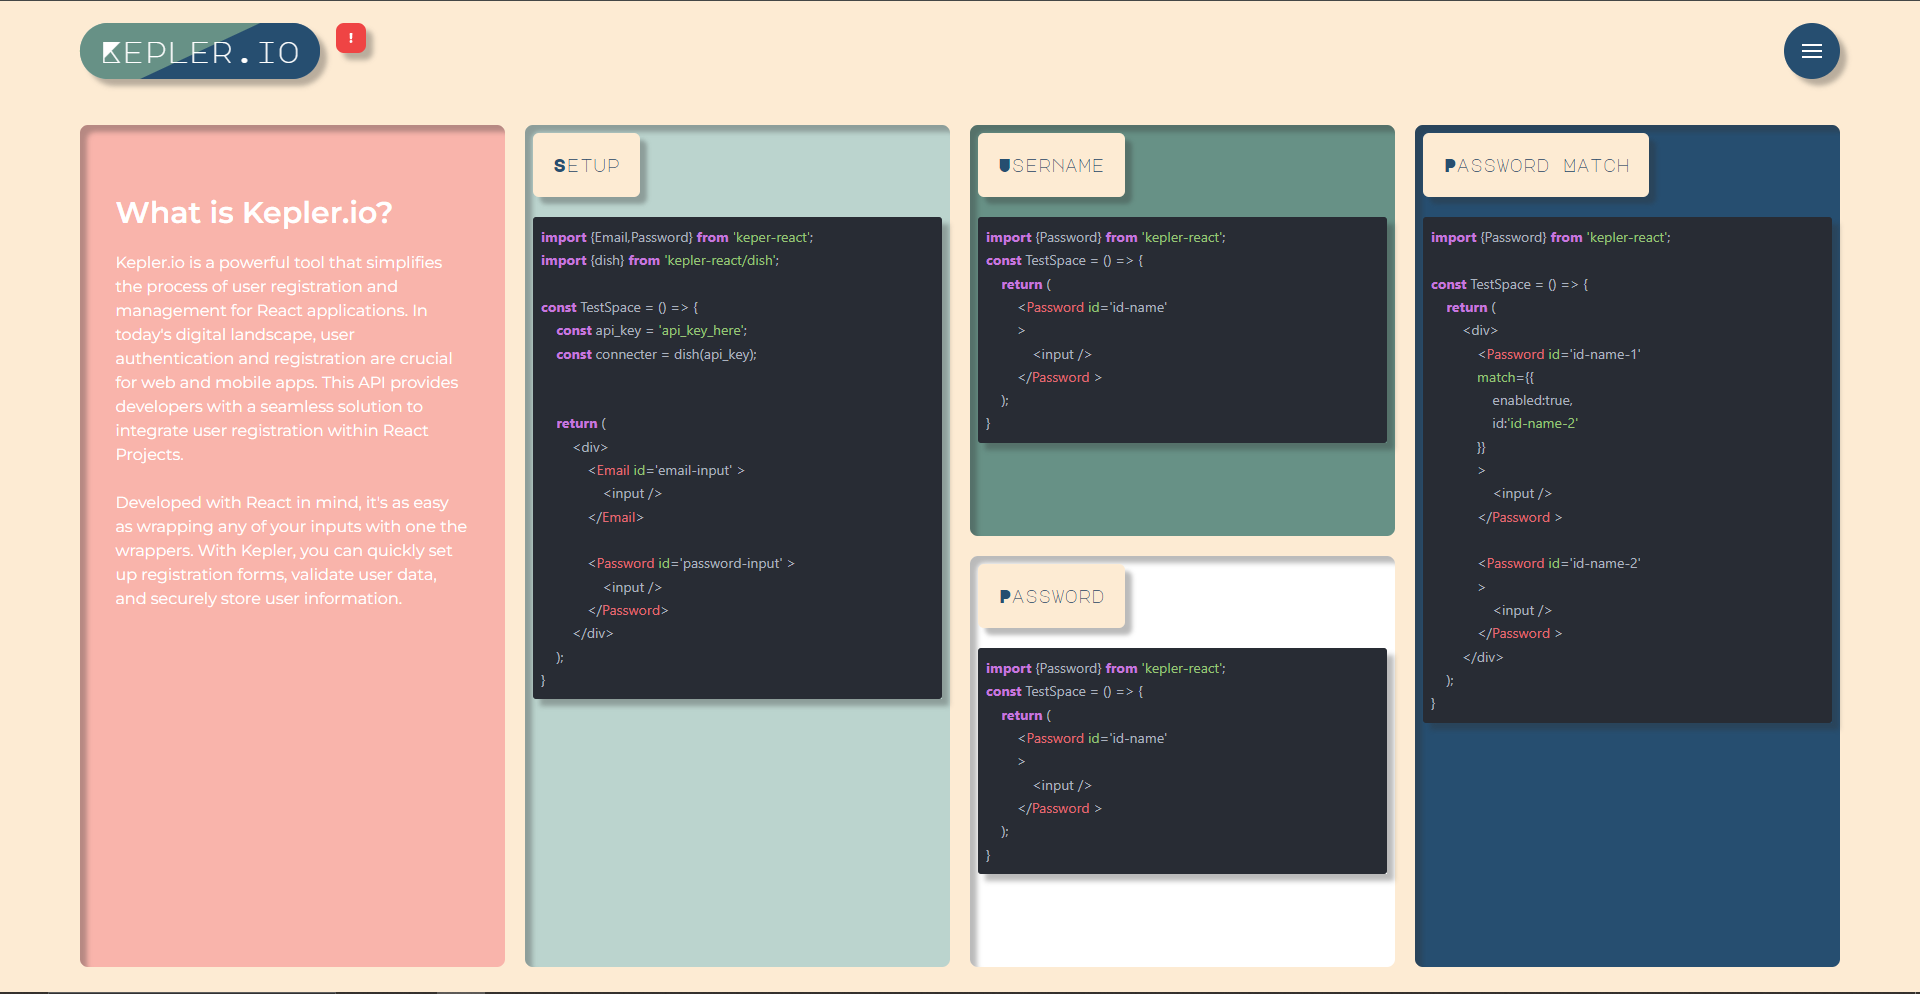 KEPLER.IO
!
What is Kepler.io?
Kepler.io is a powerful tool that simplifies
the process of user registration and
management for React applications. In
today's digital landscape, user
authentication and registration are crucial
for web and mobile apps. This API provides
developers with a seamless solution to
integrate user registration within React
Projects.
Developed with React in mind, it's as easy
as wrapping any of your inputs with one the
wrappers. With Kepler, you can quickly set
up registration forms, validate user data,
and securely store user information.
SETUP
import {Email,Password} from 'keper-react';
import {dish} from 'kepler-react/dish';
const TestSpace = () => {
const api_key = 'api_key_here';
const connecter = dish(api_key);
return (
<div>
<Email id='email-input' >
<input />
</Email>
<Password id='password-input' >
<input />
</Password>
</div>
);
}
USERNAME
import {Password} from 'kepler-react';
const TestSpace = () => {
return (
<Password id='id-name'
>
<input />
</Password >
);
}
PASSWORD
import {Password} from 'kepler-react';
const TestSpace = () => {
return (
<Password id='id-name'
>
<input />
</Password >
);
}
PASSWORD MATCH
import {Password} from 'kepler-react';
const TestSpace = () => {
return (
<div>
<Password id='id-name-1'
match={{
enabled:true,
id:'id-name-2'
}}
>
<input />
</Password >
<Password id='id-name-2'
>
<input />
</Password >
</div>
);
}